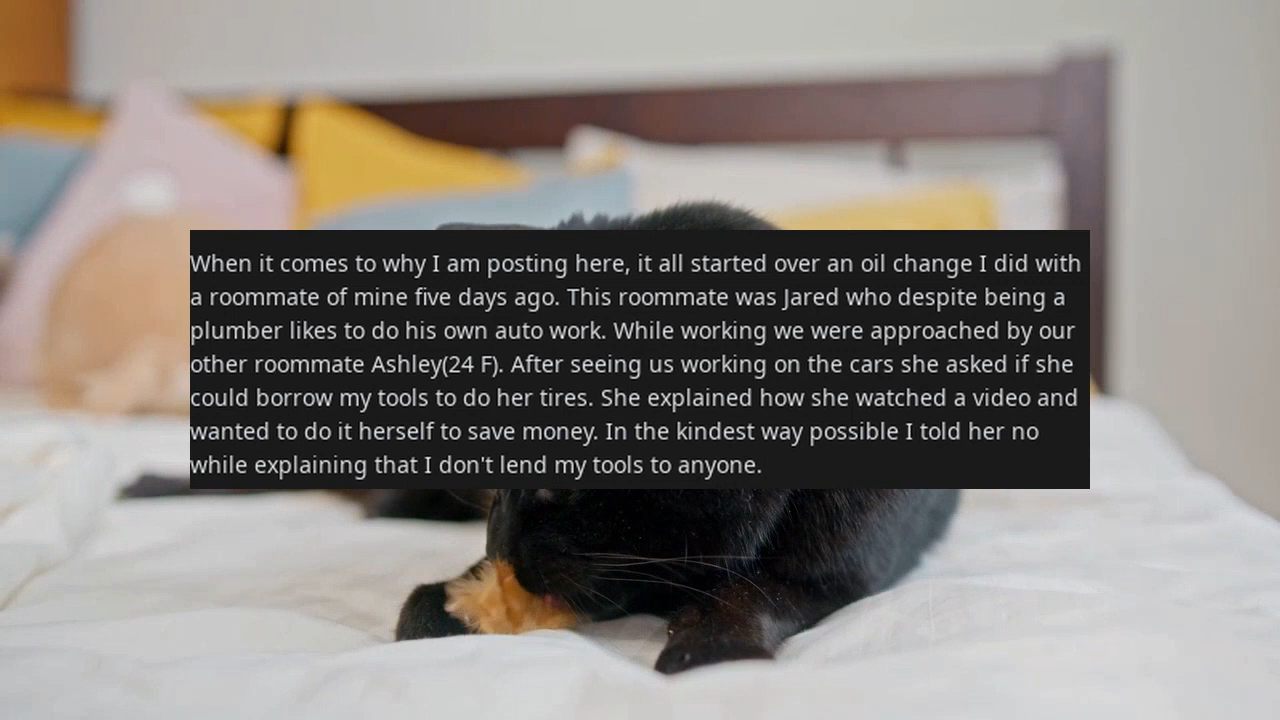 When it comes to why I am posting here, it all started over an oil change I did with
a roommate of mine five days ago. This roommate was Jared who despite being a
plumber likes to do his own auto work. While working we were approached by our
other roommate Ashley(24 F). After seeing us working on the cars she asked if she
could borrow my tools to do her tires. She explained how she watched a video and
wanted to do it herself to save money. In the kindest way possible I told her no
while explaining that I don't lend my tools to anyone.